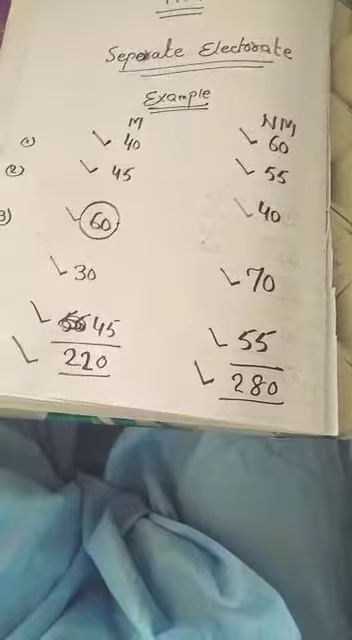 Seperate Electorate
Example
M NM
(1) 40 60
(2) 45 55
3) 60 40
30 70
45 55
220 280